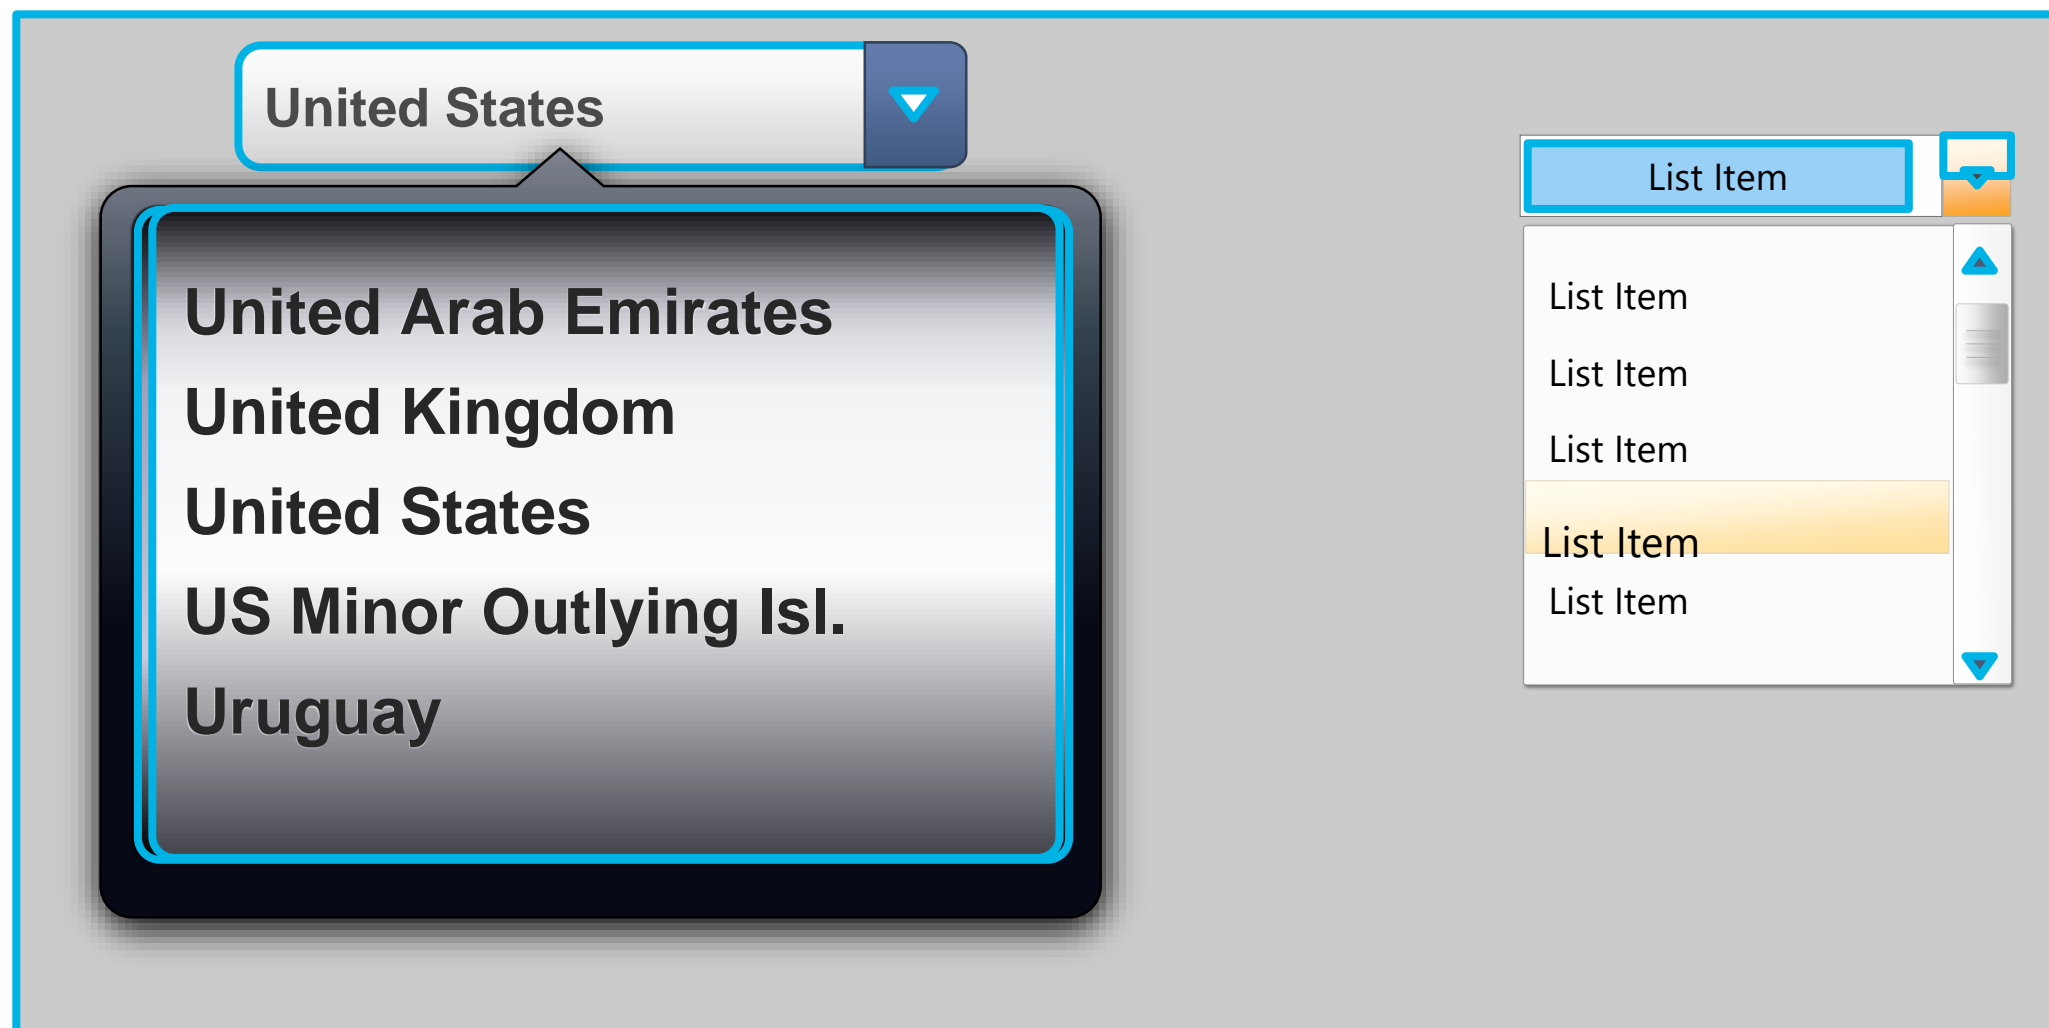 United States
United Arab Emirates
United Kingdom
United States
US Minor Outlying Isl.
Uruguay
List Item
List Item
List Item
List Item
List Item
List Item